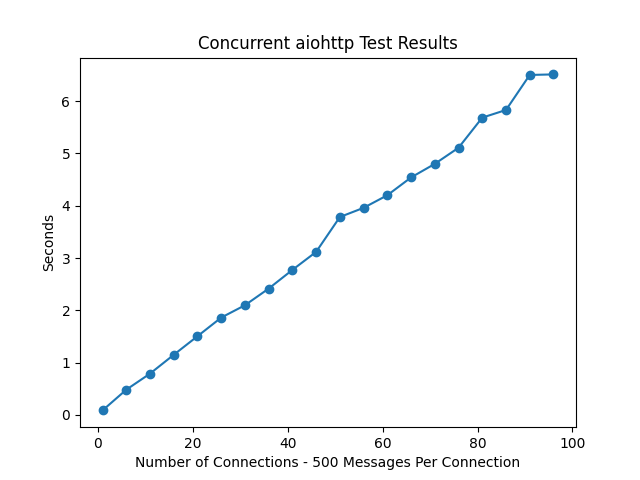 Concurrent aiohttp Test Results
Seconds
6
5
4
3
2
1
0
0 20 40 60 80 100
Number of Connections - 500 Messages Per Connection